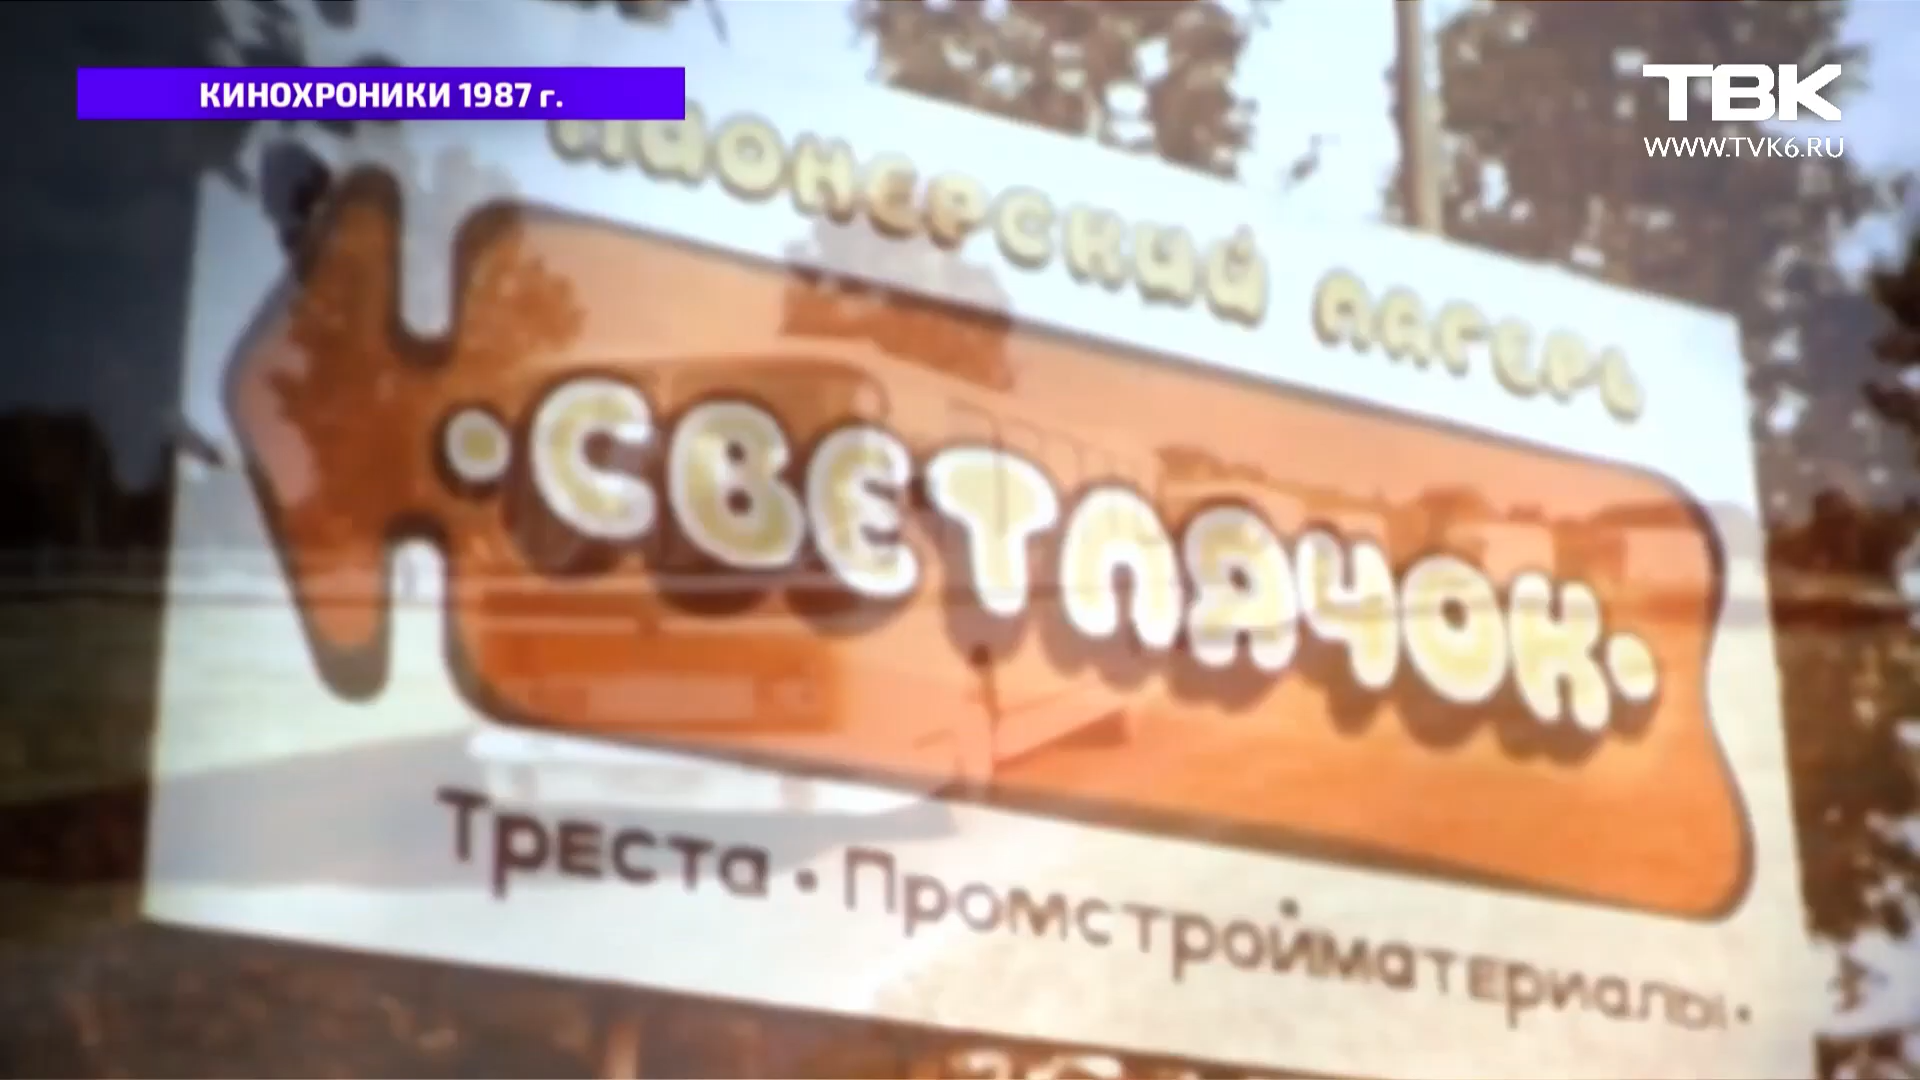 КИНОХРОНИКИ 1987 г.
ТВК
WWW.TVK6.RU
ПИОНЕРСКИЙ ЛАГЕРЬ
•СВЕТЛЯЧОК•
ТРЕСТА • ПРОМСТРОЙМАТЕРИАЛЫ •